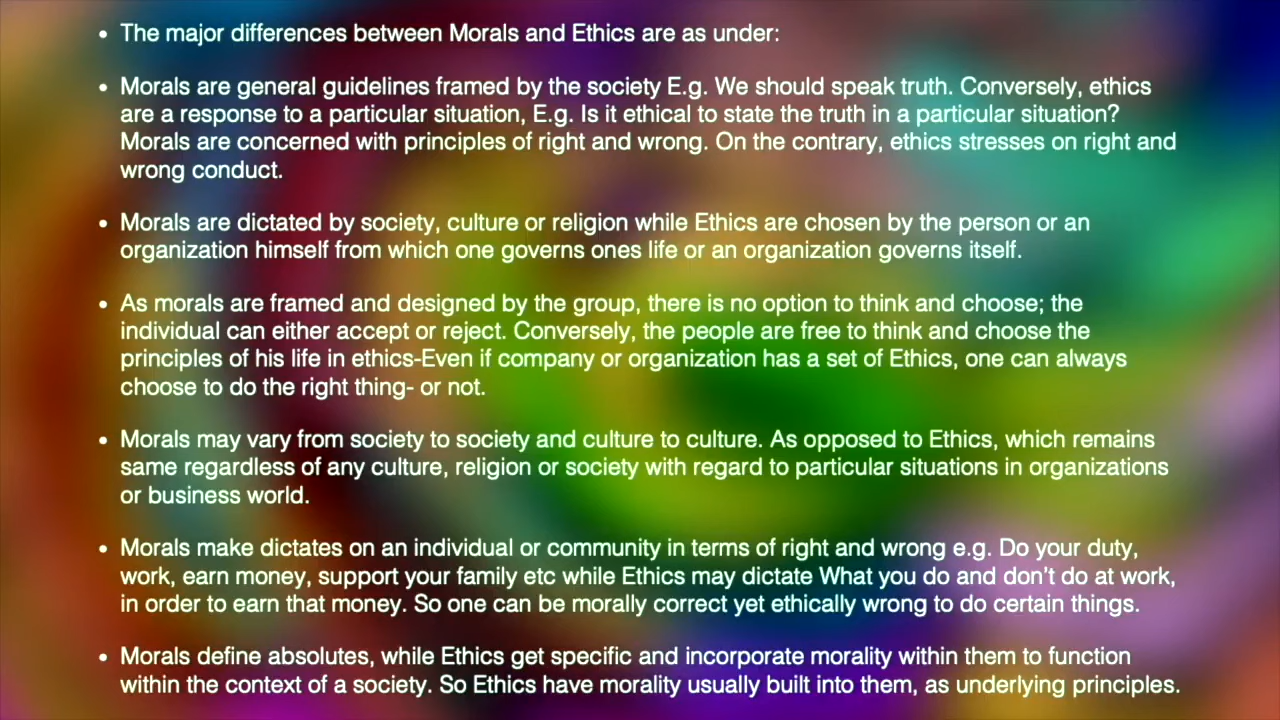 • The major differences between Morals and Ethics are as under:
• Morals are general guidelines framed by the society E.g. We should speak truth. Conversely, ethics
are a response to a particular situation, E.g. Is it ethical to state the truth in a particular situation?
Morals are concerned with principles of right and wrong. On the contrary, ethics stresses on right and
wrong conduct.
• Morals are dictated by society, culture or religion while Ethics are chosen by the person or an
organization himself from which one governs ones life or an organization governs itself.
• As morals are framed and designed by the group, there is no option to think and choose; the
individual can either accept or reject. Conversely, the people are free to think and choose the
principles of his life in ethics-Even if company or organization has a set of Ethics, one can always
choose to do the right thing- or not.
• Morals may vary from society to society and culture to culture. As opposed to Ethics, which remains
same regardless of any culture, religion or society with regard to particular situations in organizations
or business world.
• Morals make dictates on an individual or community in terms of right and wrong e.g. Do your duty,
work, earn money, support your family etc while Ethics may dictate What you do and don't do at work,
in order to earn that money. So one can be morally correct yet ethically wrong to do certain things.
• Morals define absolutes, while Ethics get specific and incorporate morality within them to function
within the context of a society. So Ethics have morality usually built into them, as underlying principles.